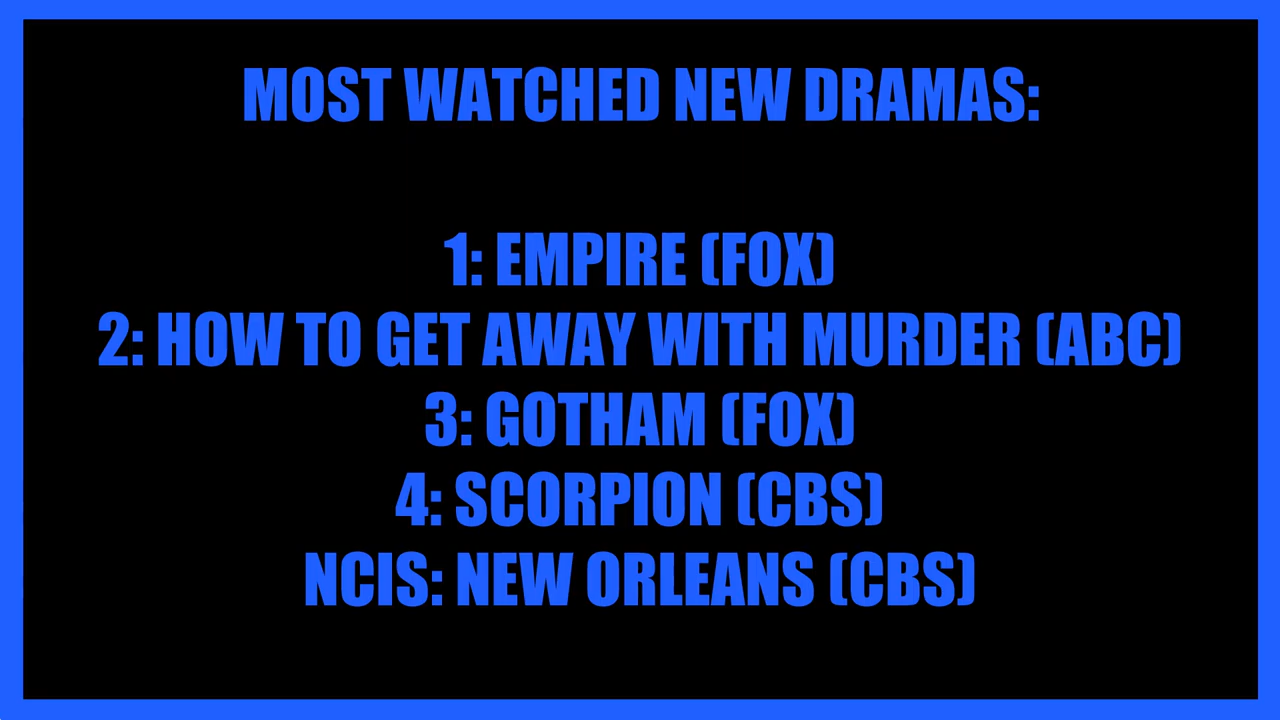 MOST WATCHED NEW DRAMAS:
1: EMPIRE (FOX)
2: HOW TO GET AWAY WITH MURDER (ABC)
3: GOTHAM (FOX)
4: SCORPION (CBS)
NCIS: NEW ORLEANS (CBS)